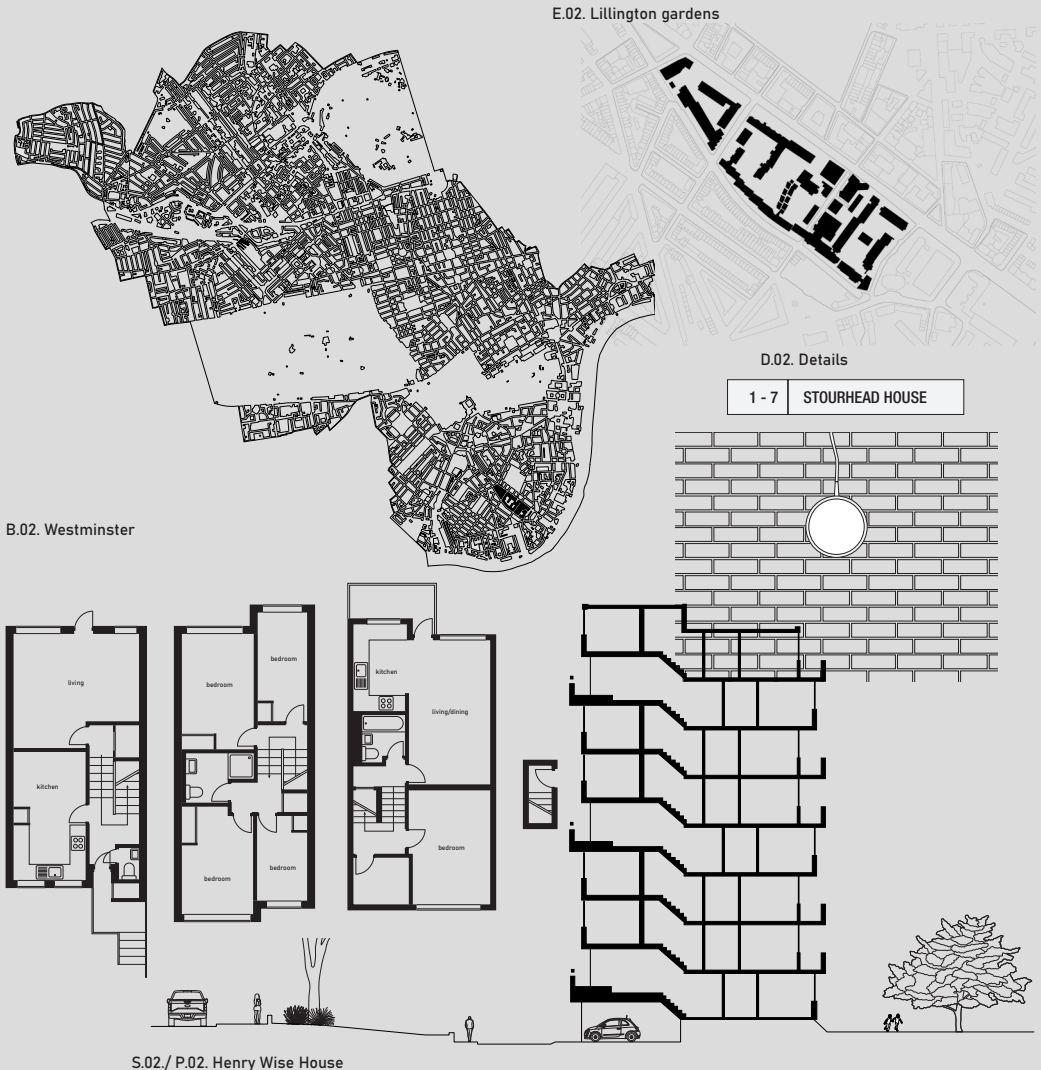 E.02. Lillington gardens
D.02. Details
1 - 7 STOURHEAD HOUSE
B.02. Westminster
living
kitchen
bedroom
bedroom
bedroom
bedroom
kitchen
living/dining
bedroom
S.02./ P.02. Henry Wise House